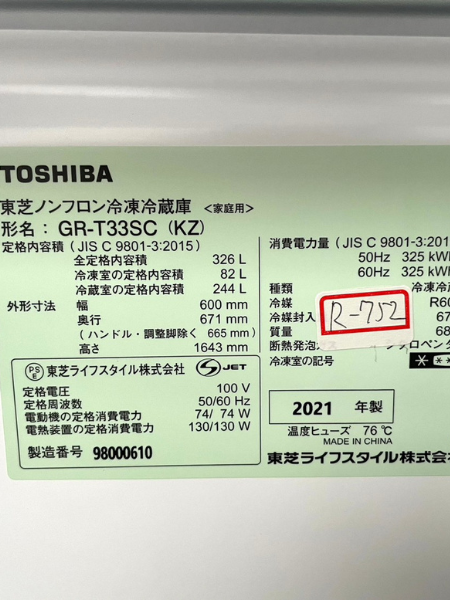 TOSHIBA
東芝ノンフロン冷凍冷蔵庫 <家庭用>
形名: GR-T33SC (KZ)
定格内容積 (JIS C 9801-3:2015)
全定格内容積 326 L
冷凍室の定格内容積 82 L
冷蔵室の定格内容積 244 L
外形寸法 幅 600 mm
奥行 671 mm
(ハンドル・調整脚除く 665 mm)
高さ 1643 mm
PS E 東芝ライフスタイル株式会社 S JET
定格電圧 100 V
定格周波数 50/60 Hz
電動機の定格消費電力 74/ 74 W
電熱装置の定格消費電力 130/130 W
製造番号 98000610
消費電力量 (JIS C 9801-3:201
50Hz 325 kWh
60Hz 325 kWh
種類 冷凍冷
冷媒 R60
冷媒封入 67
質量 68
断熱発泡
冷凍室の記号
R-752
2021 年製
温度ヒューズ 76℃
MADE IN CHINA
東芝ライフスタイル株式会